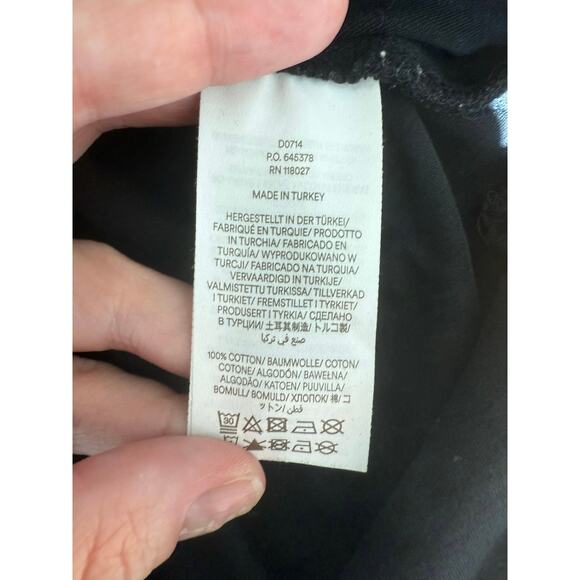 D0714
P.O. 645378
RN 118027
MADE IN TURKEY
HERGESTELLT IN DER TÜRKEI/
FABRIQUÉ EN TURQUIE/ PRODOTTO
IN TURCHIA/ FABRICADO EN
TURQUÍA/ WYPRODUKOWANO W
TURCJI/ FABRICADO NA TURQUIA/
VERVAARDIGD IN TURKIJE/
VALMISTETTU TURKISSA/ TILLVERKAD
I TURKIET/ FREMSTILLET I TYRKIET/
PRODUSERT I TYRKIA/ СДЕЛАНО
В ТУРЦИИ/ 土耳其制造/ トルコ製/
صنع في تركيا
100% COTTON/ BAUMWOLLE/ COTON/
COTONE/ ALGODÓN/ BAWEŁNA/
ALGODÃO/ KATOEN/ PUUVILLA/
BOMULL/ BOMULD/ ХЛОПОК/ 棉/ コ
ットン/ قطن
30